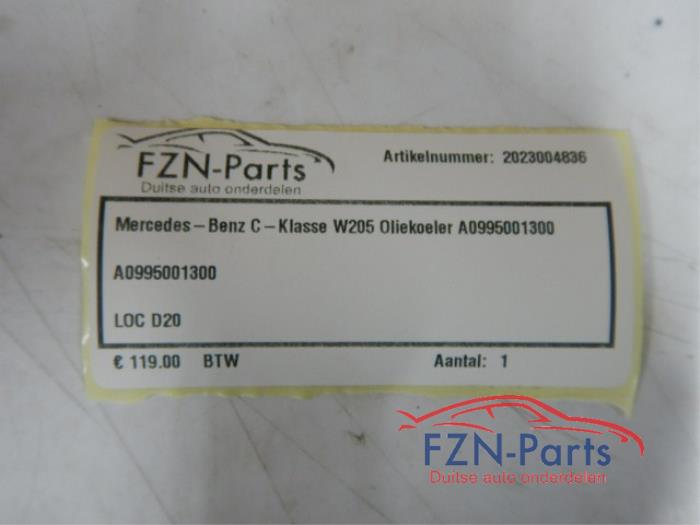 FZN-Parts
Duitse auto onderdelen
Artikelnummer: 2023004836
Mercedes-Benz C-Klasse W205 Oliekoeler A0995001300
A0995001300
LOC D20
€ 119.00 BTW Aantal: 1
FZN-Parts
Duitse auto onderdelen